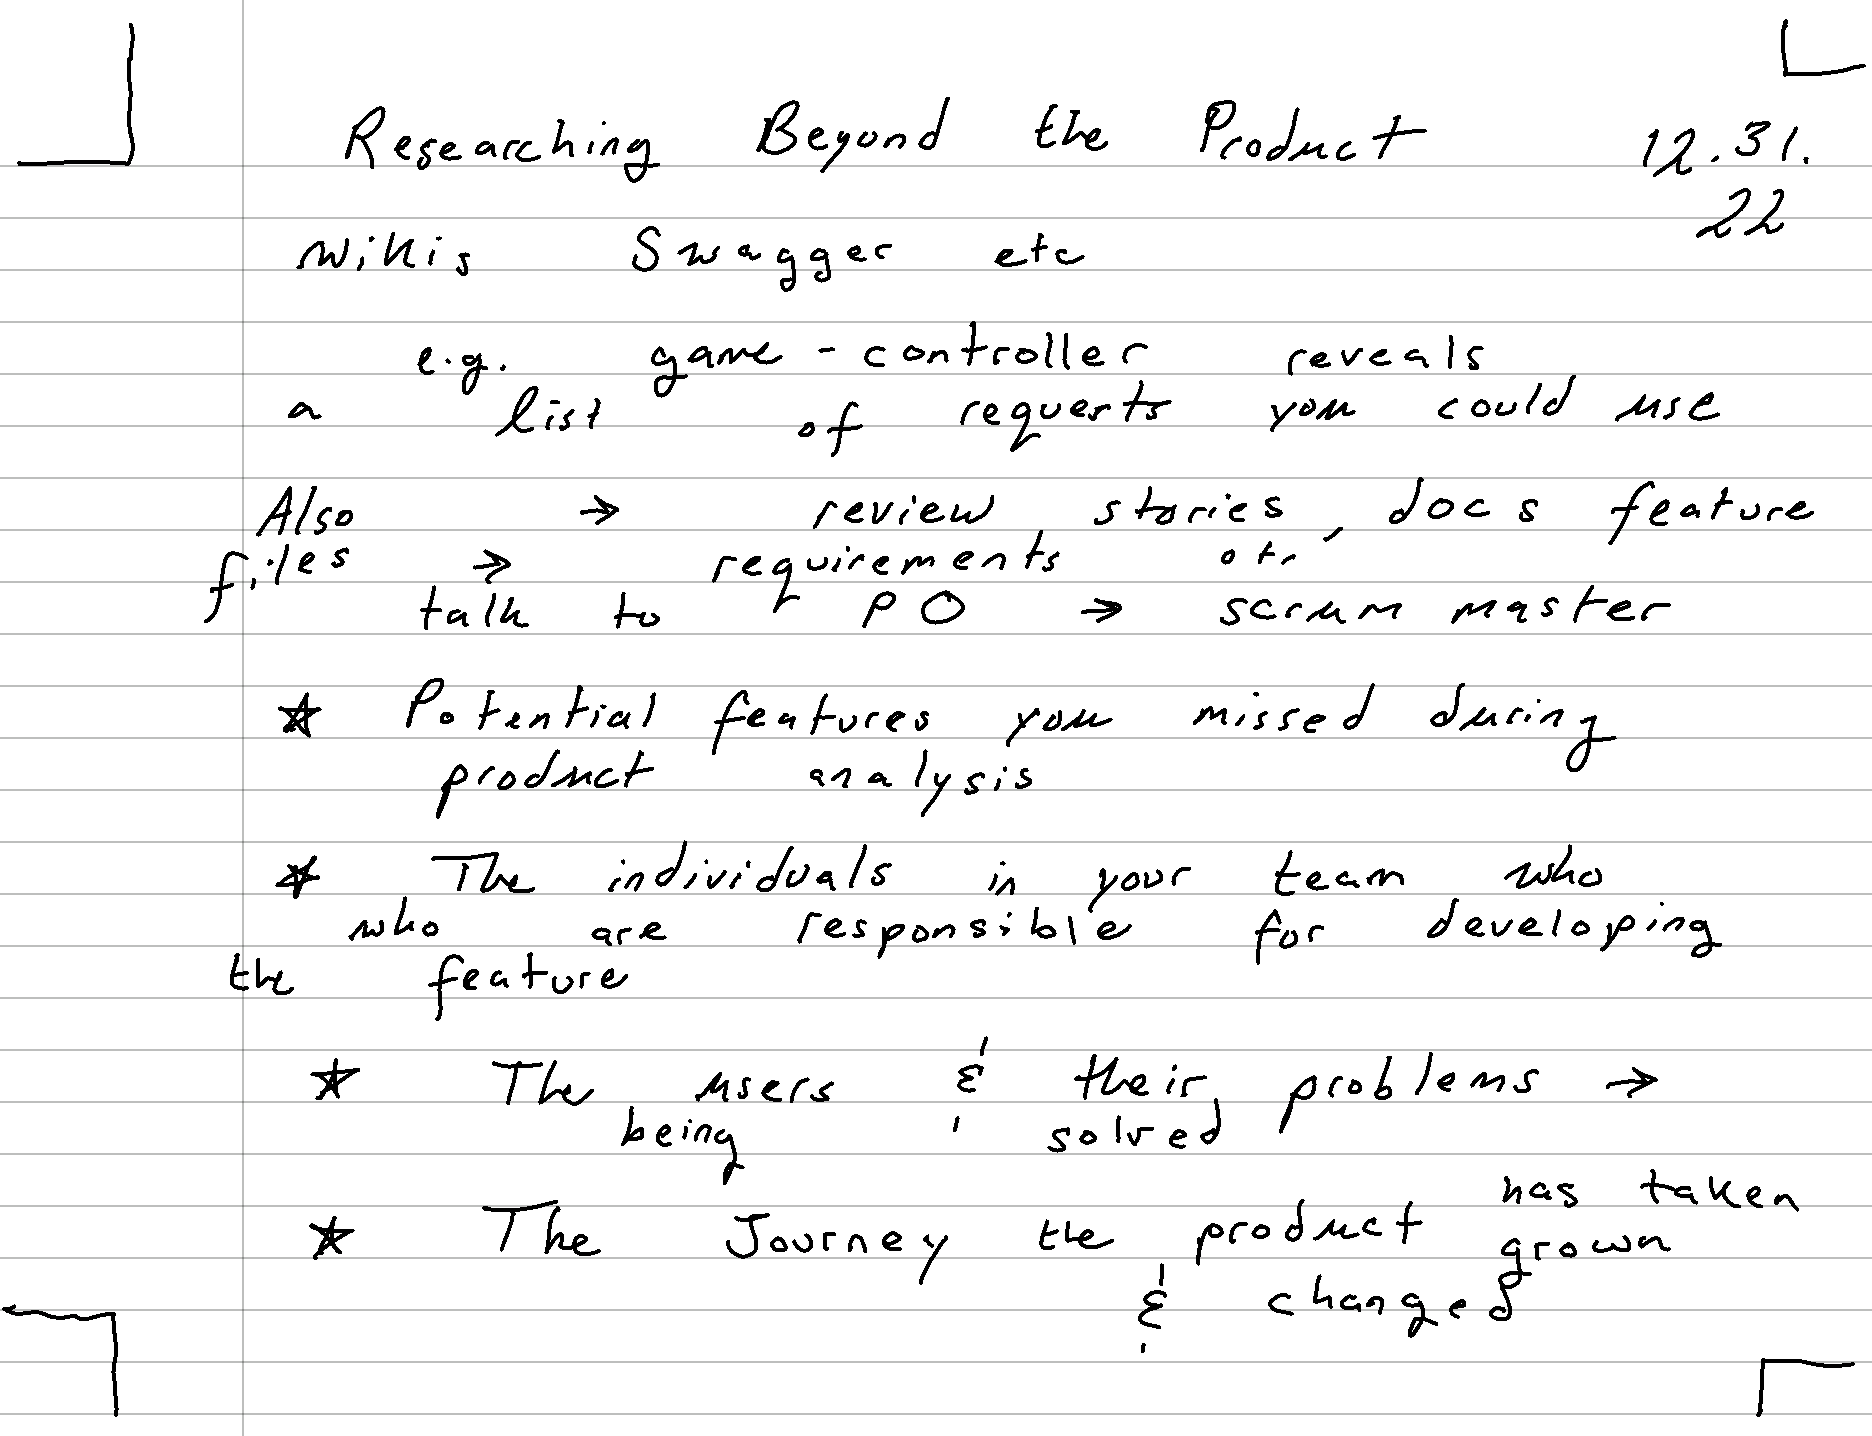 Researching Beyond the Product 12.31.
22
Wikis Swagger etc
e.g. game-controller reveals
a list of requests you could use
Also → review stories, docs feature
files → requirements
talk to PO → scrum master
☆ Potential features you missed during
product analysis
☆ The individuals in your team who
who are responsible for developing
the feature
☆ The users & their problems →
being solved
☆ The Journey the product has taken
grown
& changed